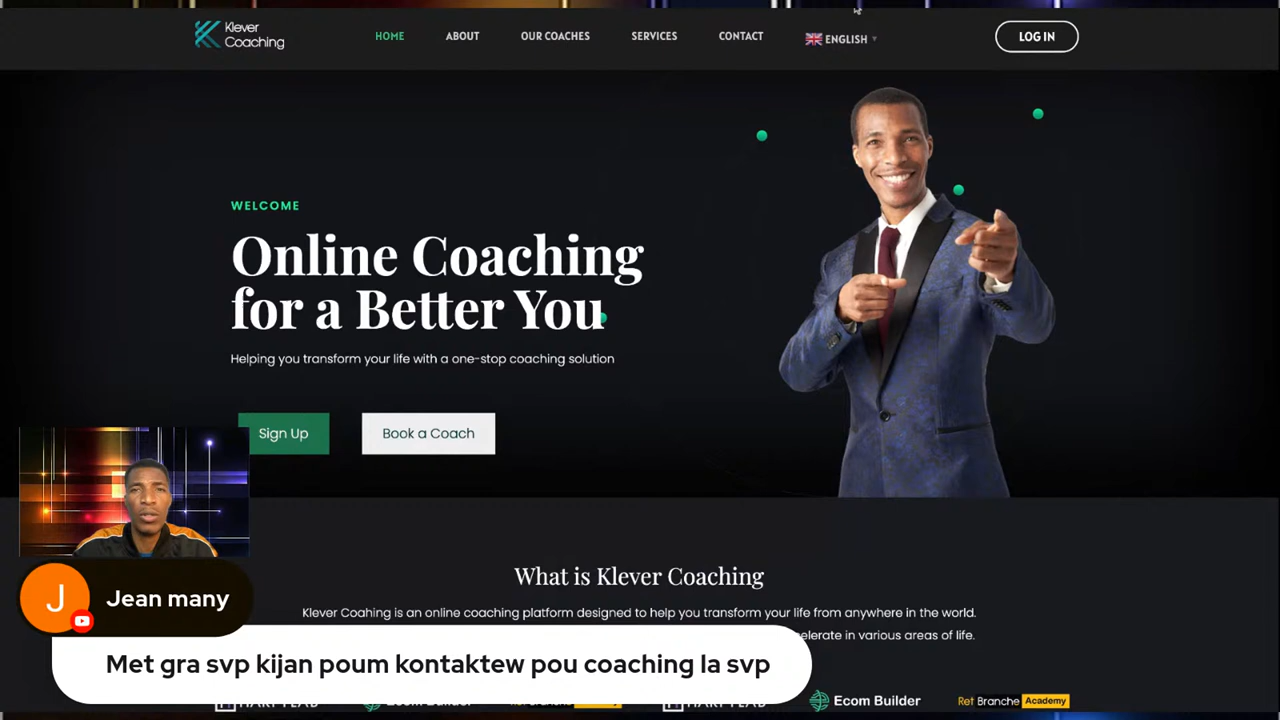 Klever
Coaching
HOME ABOUT OUR COACHES SERVICES CONTACT ENGLISH LOG IN
WELCOME
Online Coaching
for a Better You
Helping you transform your life with a one-stop coaching solution
Sign Up Book a Coach
What is Klever Coaching
Klever Coahing is an online coaching platform designed to help you transform your life from anywhere in the world.
in various areas of life.
J Jean many
Met gra svp kijan poum kontaktew pou coaching la svp
Ecom Builder Ret Branche Academy